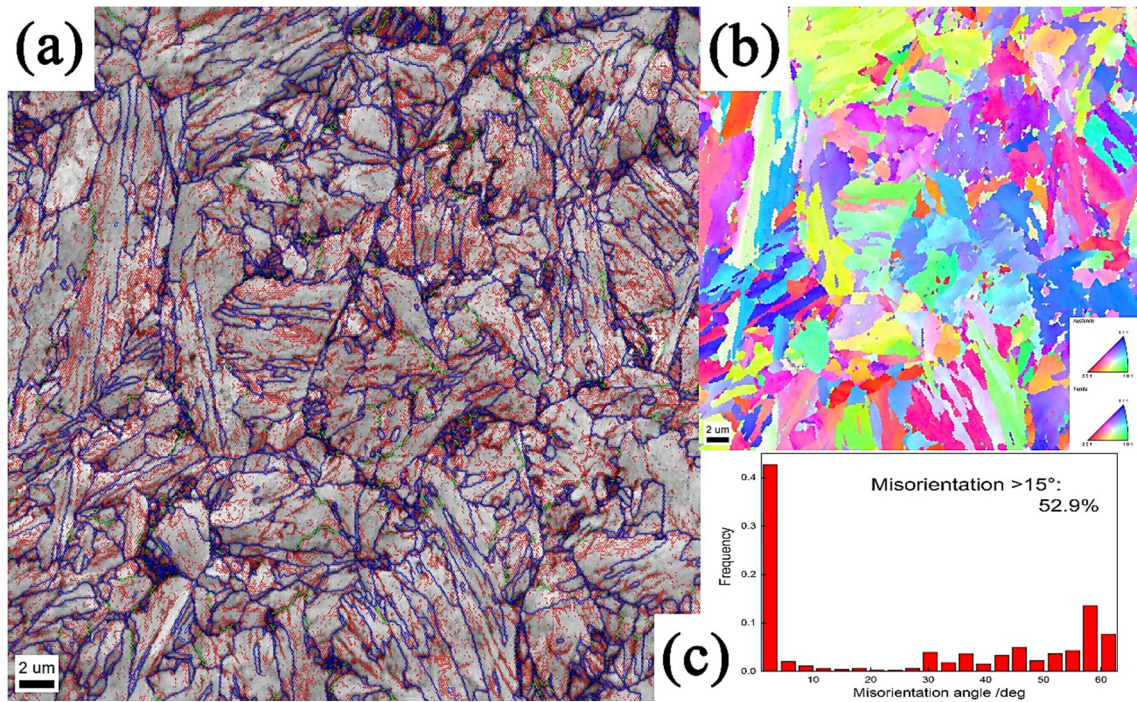 (a)
2 um
(b)
2 um
Austenite
111
001 101
Ferrite
111
001 101
(c)
Misorientation >15°:
52.9%
Frequency
0.4
0.3
0.2
0.1
0.0
10 20 30 40 50 60
Misorientation angle /deg